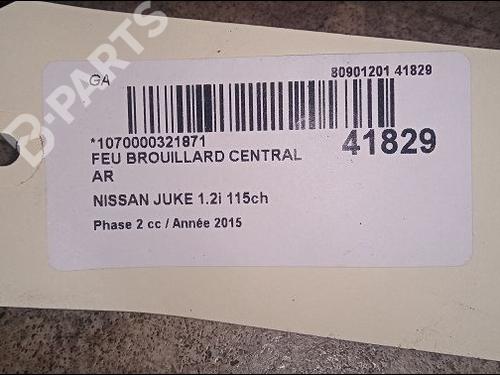 GA
80901201 41829
*1070000321871
41829
FEU BROUILLARD CENTRAL
AR
NISSAN JUKE 1.2i 115ch
Phase 2 cc / Année 2015
B-PARTS